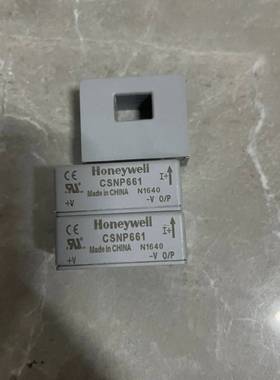 Honeywell
CSNP661
I+
CE
Made in CHINA N1640
+V -V O/P
Honeywell
CSNP661
I+
CE
Made in CHINA N1640
+V -V O/P